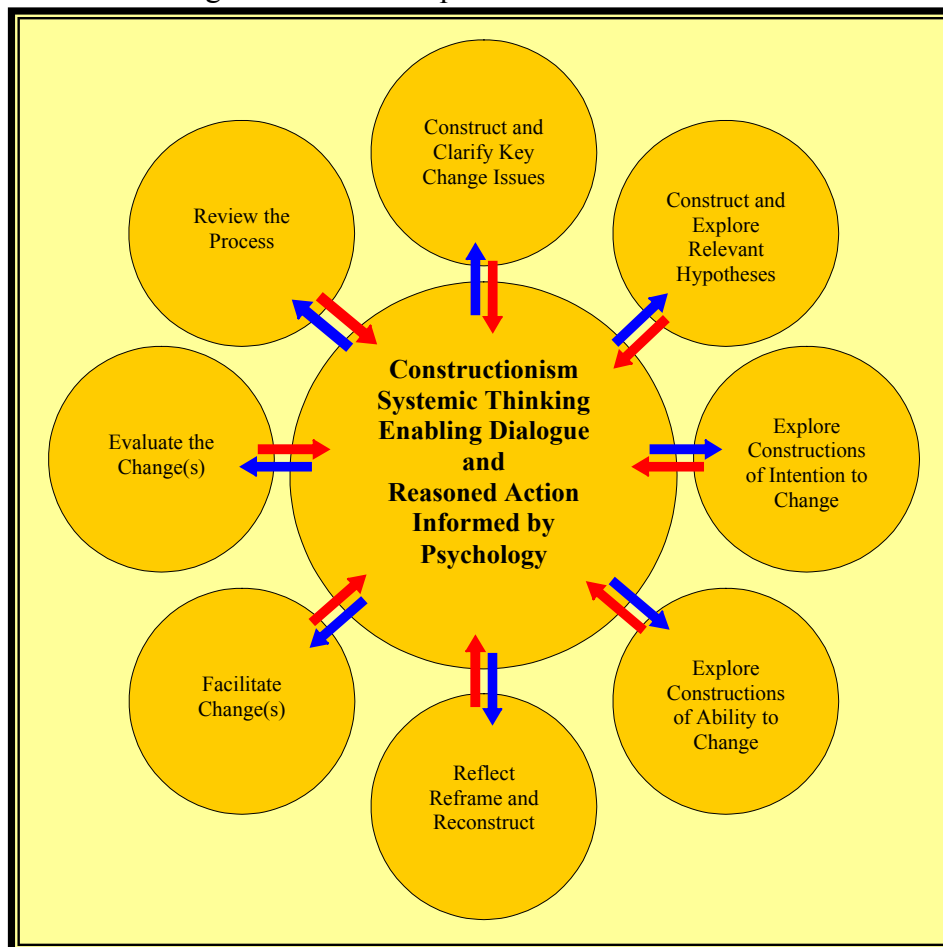 Construct and
Clarify Key
Change Issues
Construct and
Explore
Relevant
Hypotheses
Explore
Constructions
of Intention to
Change
Explore
Constructions
of Ability to
Change
Reflect
Reframe and
Reconstruct
Facilitate
Change(s)
Evaluate the
Change(s)
Review the
Process
Constructionism
Systemic Thinking
Enabling Dialogue
and
Reasoned Action
Informed by
Psychology